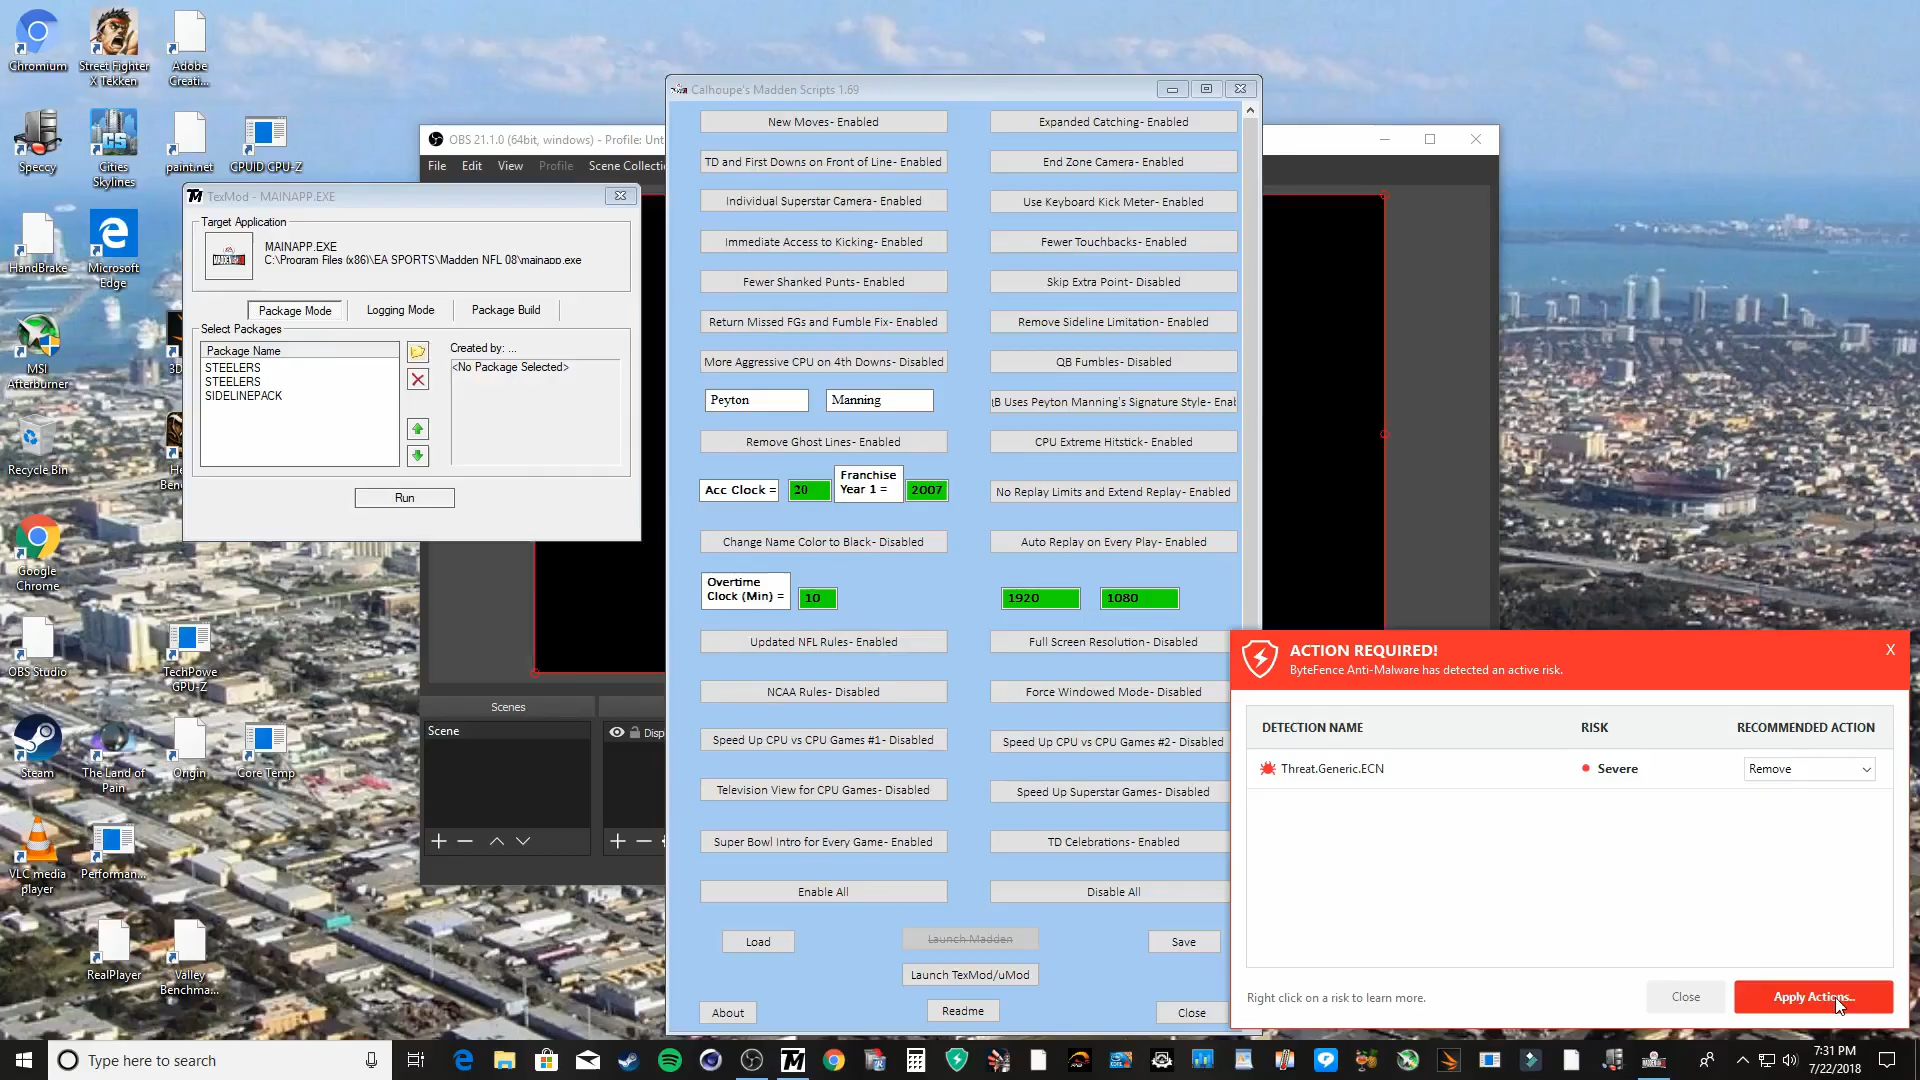 Chromium
Street Fighter
X Tekken
Adobe
Creati...
Speccy
Cities
Skylines
paint.net
CPUID CPU-Z
HandBrake
Microsoft
Edge
MSI
Afterburner
3D
Recycle Bin
He
Benc
Google
Chrome
OBS Studio
TechPowe
GPU-Z
Steam
The Land of
Pain
Origin
Core Temp
VLC media
player
Performan...
RealPlayer
Valley
Benchma...
OBS 21.1.0 (64bit, windows) - Profile: Unt
File Edit View Profile Scene Collectio
Scenes
Scene
Disp
TexMod - MAINAPP.EXE
Target Application
MAINAPP.EXE
C:\Program Files (x86)\EA SPORTS\Madden NFL 08\mainapp.exe
Package Mode Logging Mode Package Build
Select Packages
Package Name
STEELERS
STEELERS
SIDELINEPACK
Created by: ...
<No Package Selected>
Run
Calhoupe's Madden Scripts 1.69
New Moves- Enabled
Expanded Catching- Enabled
TD and First Downs on Front of Line- Enabled
End Zone Camera- Enabled
Individual Superstar Camera- Enabled
Use Keyboard Kick Meter- Enabled
Immediate Access to Kicking- Enabled
Fewer Touchbacks- Enabled
Fewer Shanked Punts- Enabled
Skip Extra Point- Disabled
Return Missed FGs and Fumble Fix- Enabled
Remove Sideline Limitation- Enabled
More Aggressive CPU on 4th Downs- Disabled
QB Fumbles- Disabled
Peyton Manning
B Uses Peyton Manning's Signature Style- Enab
Remove Ghost Lines- Enabled
CPU Extreme Hitstick- Enabled
Acc Clock = 20
Franchise
Year 1 = 2007
No Replay Limits and Extend Replay- Enabled
Change Name Color to Black- Disabled
Auto Replay on Every Play- Enabled
Overtime
Clock (Min) = 10
1920 1080
Updated NFL Rules- Enabled
Full Screen Resolution- Disabled
NCAA Rules- Disabled
Force Windowed Mode- Disabled
Speed Up CPU vs CPU Games #1- Disabled
Speed Up CPU vs CPU Games #2- Disabled
Television View for CPU Games- Disabled
Speed Up Superstar Games- Disabled
Super Bowl Intro for Every Game- Enabled
TD Celebrations- Enabled
Enable All
Disable All
Load
Launch Madden
Save
Launch TexMod/uMod
About
Readme
Close
ACTION REQUIRED!
ByteFence Anti-Malware has detected an active risk.
X
DETECTION NAME RISK RECOMMENDED ACTION
Threat.Generic.ECN Severe Remove
Right click on a risk to learn more.
Close
Apply Actions...
Type here to search
7:31 PM
7/22/2018